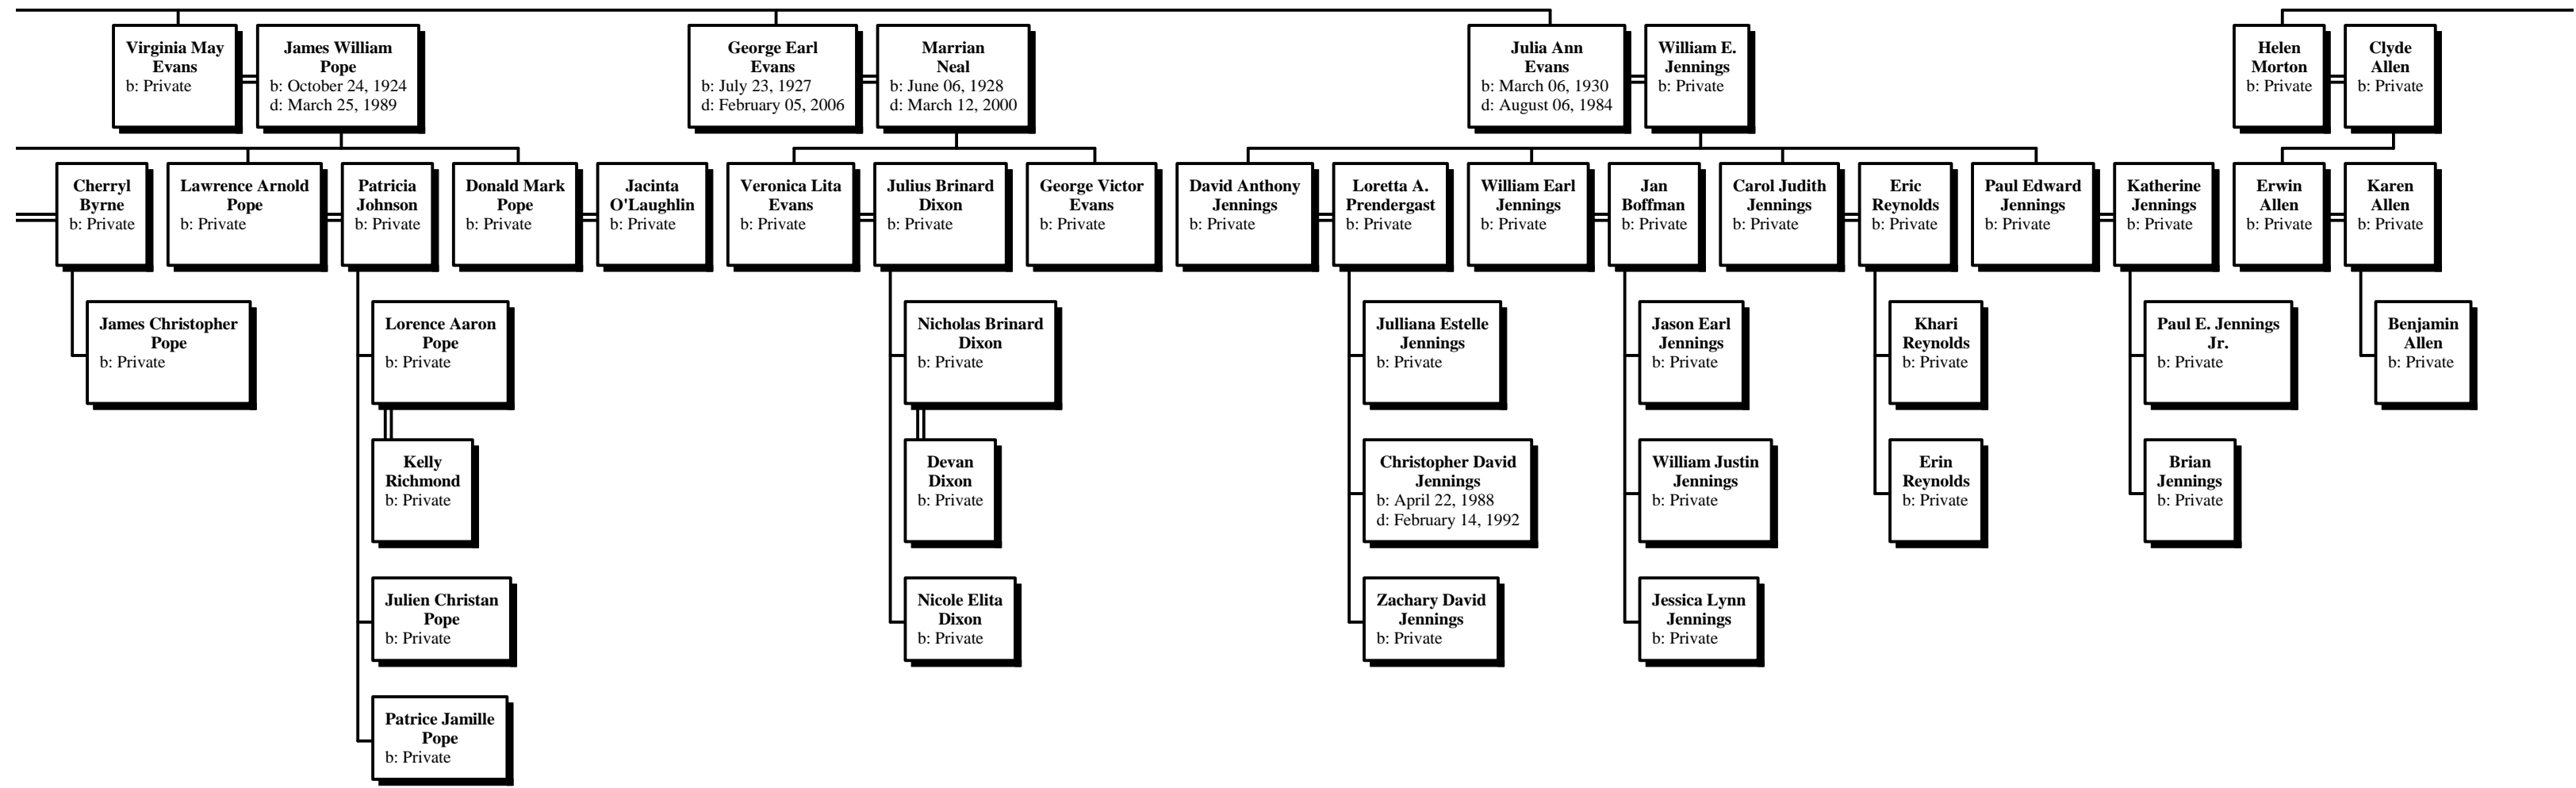 Virginia May
Evans
b: Private
James William
Pope
b: October 24, 1924
d: March 25, 1989
George Earl
Evans
b: July 23, 1927
d: February 05, 2006
Marrian
Neal
b: June 06, 1928
d: March 12, 2000
Julia Ann
Evans
b: March 06, 1930
d: August 06, 1984
William E.
Jennings
b: Private
Helen
Morton
b: Private
Clyde
Allen
b: Private
Cherryl
Byrne
b: Private
Lawrence Arnold
Pope
b: Private
Patricia
Johnson
b: Private
Donald Mark
Pope
b: Private
Jacinta
O'Laughlin
b: Private
Veronica Lita
Evans
b: Private
Julius Brinard
Dixon
b: Private
George Victor
Evans
b: Private
David Anthony
Jennings
b: Private
Loretta A.
Prendergast
b: Private
William Earl
Jennings
b: Private
Jan
Boffman
b: Private
Carol Judith
Jennings
b: Private
Eric
Reynolds
b: Private
Paul Edward
Jennings
b: Private
Katherine
Jennings
b: Private
Erwin
Allen
b: Private
Karen
Allen
b: Private
James Christopher
Pope
b: Private
Lorence Aaron
Pope
b: Private
Nicholas Brinard
Dixon
b: Private
Julliana Estelle
Jennings
b: Private
Jason Earl
Jennings
b: Private
Khari
Reynolds
b: Private
Paul E. Jennings
Jr.
b: Private
Benjamin
Allen
b: Private
Kelly
Richmond
b: Private
Devan
Dixon
b: Private
Christopher David
Jennings
b: April 22, 1988
d: February 14, 1992
William Justin
Jennings
b: Private
Erin
Reynolds
b: Private
Brian
Jennings
b: Private
Julien Christan
Pope
b: Private
Nicole Elita
Dixon
b: Private
Zachary David
Jennings
b: Private
Jessica Lynn
Jennings
b: Private
Patrice Jamille
Pope
b: Private